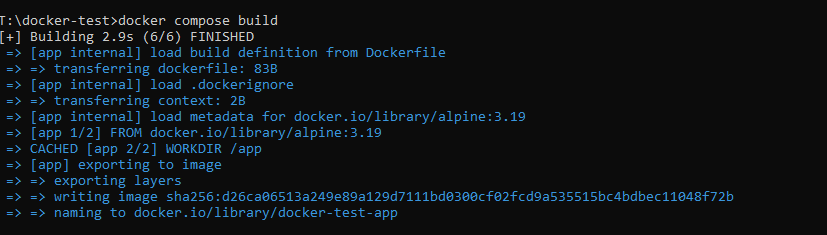 T:\docker-test>docker compose build
[+] Building 2.9s (6/6) FINISHED
=> [app internal] load build definition from Dockerfile
=> => transferring dockerfile: 83B
=> [app internal] load .dockerignore
=> => transferring context: 2B
=> [app internal] load metadata for docker.io/library/alpine:3.19
=> [app 1/2] FROM docker.io/library/alpine:3.19
=> CACHED [app 2/2] WORKDIR /app
=> [app] exporting to image
=> => exporting layers
=> => writing image sha256:d26ca06513a249e89a129d7111bd0300cf02fcd9a535515bc4bdbec11048f72b
=> => naming to docker.io/library/docker-test-app